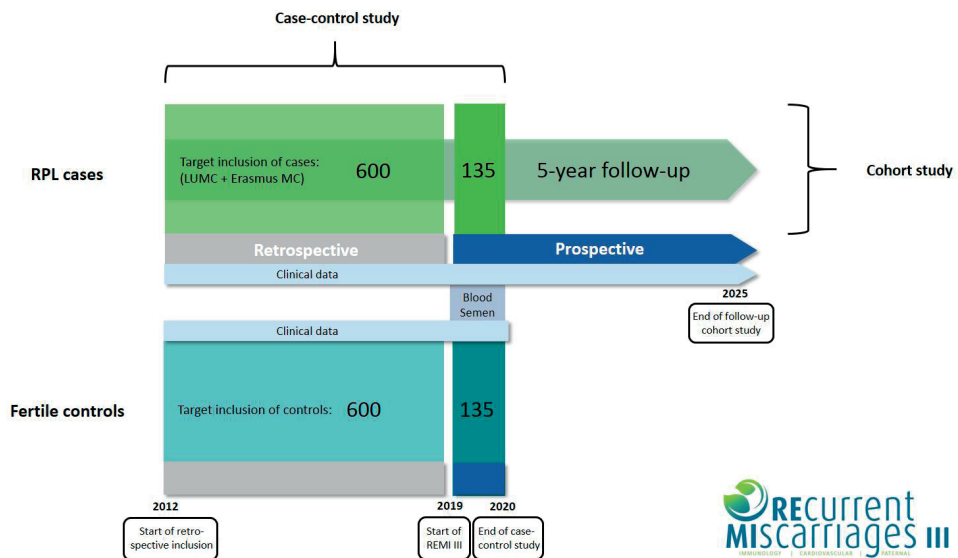 Case-control study
RPL cases
Target inclusion of cases:
(LUMC + Erasmus MC)
600
135
5-year follow-up
Cohort study
Retrospective
Prospective
Clinical data
2025
End of follow-up
cohort study
Blood
Semen
Clinical data
Fertile controls
Target inclusion of controls:
600
135
2012
Start of retro-
spective inclusion
2019
Start of
REMI III
2020
End of case-
control study
REcurrent
MIscarriages III
IMMUNOLOGY | CARDIOVASCULAR | PATERNAL